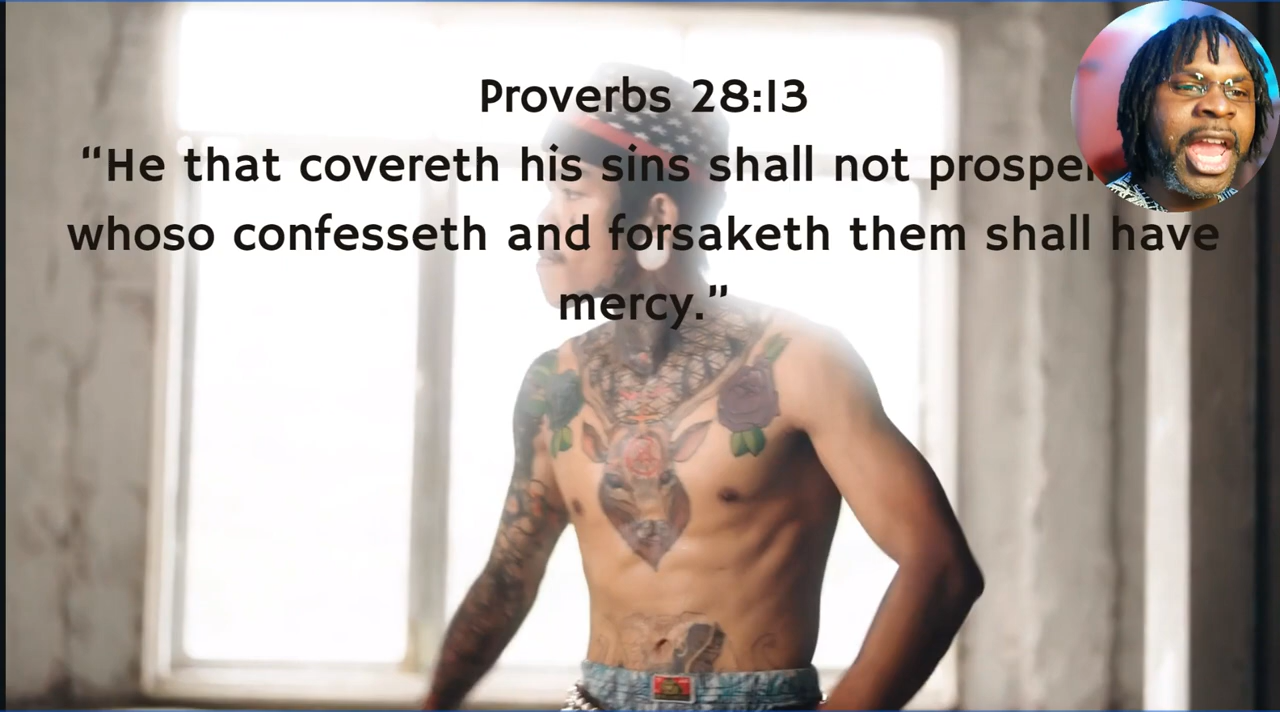 Proverbs 28:13
“He that covereth his sins shall not prosper
whoso confesseth and forsaketh them shall have
mercy.”